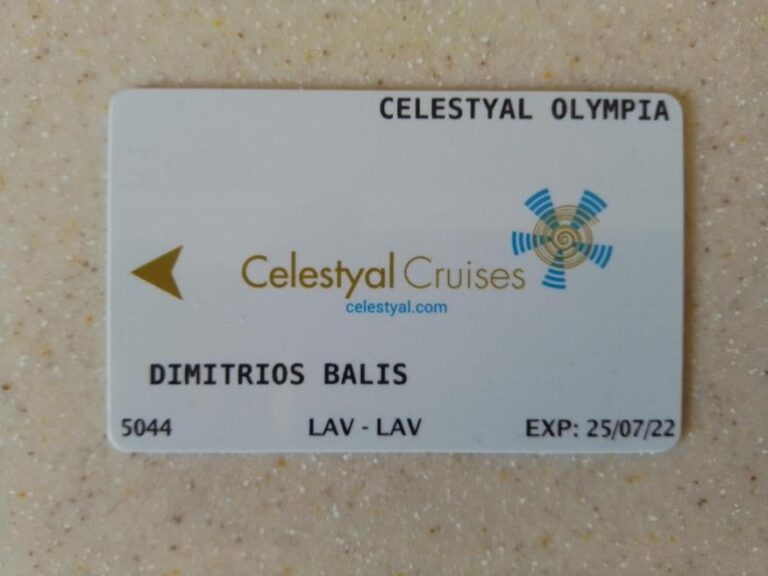 CELESTYAL OLYMPIA
Celestyal Cruises
celestyal.com
DIMITRIOS BALIS
5044 LAV - LAV EXP: 25/07/22